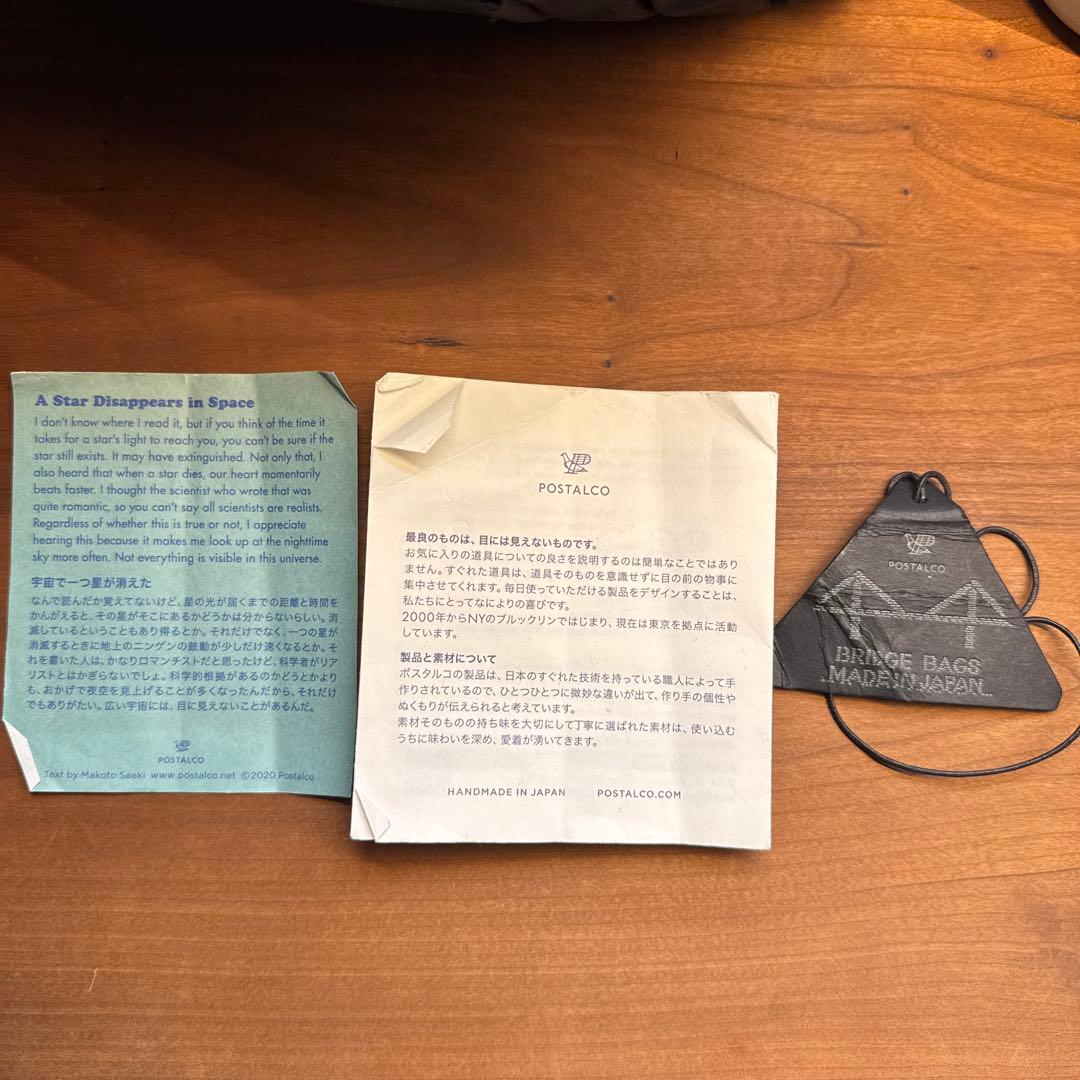 A Star Disappears in Space
I don't know where I read it, but if you think of the time it
takes for a star's light to reach you, you can't be sure if the
star still exists. It may have extinguished. Not only that, I
also heard that when a star dies, our heart momentarily
beats faster. I thought the scientist who wrote that was
quite romantic, so you can't say all scientists are realists.
Regardless of whether this is true or not, I appreciate
hearing this because it makes me look up at the nighttime
sky more often. Not everything is visible in this universe.
宇宙で一つ星が消えた
なんで読んだか覚えてないけど、星の光が届くまでの距離と時間を
かんがえると、その星がそこにあるかどうかは分からないらしい。消
滅しているということもあり得るとか。それだけでなく、一つの星が
消滅するときに地上のニンゲンの鼓動が少しだけ速くなるとか。そ
れを書いた人は、かなりロマンチストだと思ったけど、科学者がリア
リストとはかぎらないでしょ。科学的根拠があるのかどうかとかより
も、おかげで夜空を見上げることが多くなったんだから、それだけ
でもありがたい。広い宇宙には、目に見えないことがあるんだ。
POSTALCO
Text by Makoto Saeki www.postalco.net ©2020 Postalco
POSTALCO
最良のものは、目には見えないものです。
お気に入りの道具についての良さを説明するのは簡単なことではあり
ません。すぐれた道具は、道具そのものを意識せずに目の前の物事に
集中させてくれます。毎日使っていただける製品をデザインすることは、
私たちにとってなによりの喜びです。
2000年からNYのブルックリンではじまり、現在は東京を拠点に活動
しています。
製品と素材について
ポスタルコの製品は、日本のすぐれた技術を持っている職人によって手
作りされているので、ひとつひとつに微妙な違いが出て、作り手の個性や
ぬくもりが伝えられると考えています。
素材そのものの持ち味を大切にして丁寧に選ばれた素材は、使い込む
うちに味わいを深め、愛着が湧いてきます。
HANDMADE IN JAPAN POSTALCO.COM
POSTALCO
BRIDGE BAGS
MADE IN JAPAN